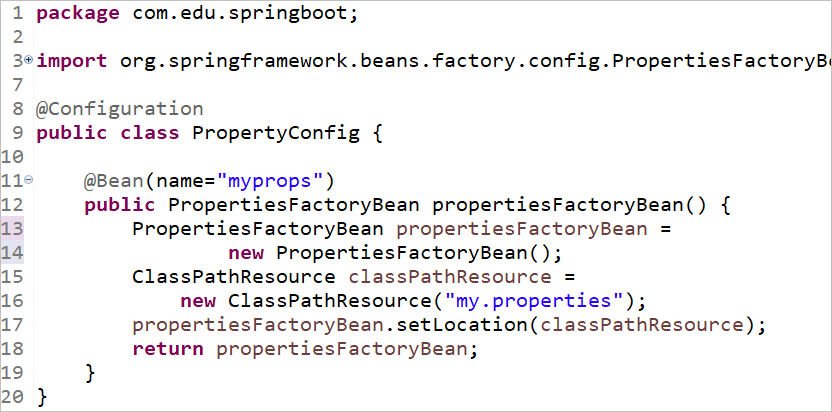 1 package com.edu.springboot;
2
3 import org.springframework.beans.factory.config.PropertiesFactoryB
7
8 @Configuration
9 public class PropertyConfig {
10
11 @Bean(name="myprops")
12 public PropertiesFactoryBean propertiesFactoryBean() {
13 PropertiesFactoryBean propertiesFactoryBean =
14 new PropertiesFactoryBean();
15 ClassPathResource classPathResource =
16 new ClassPathResource("my.properties");
17 propertiesFactoryBean.setLocation(classPathResource);
18 return propertiesFactoryBean;
19 }
20 }